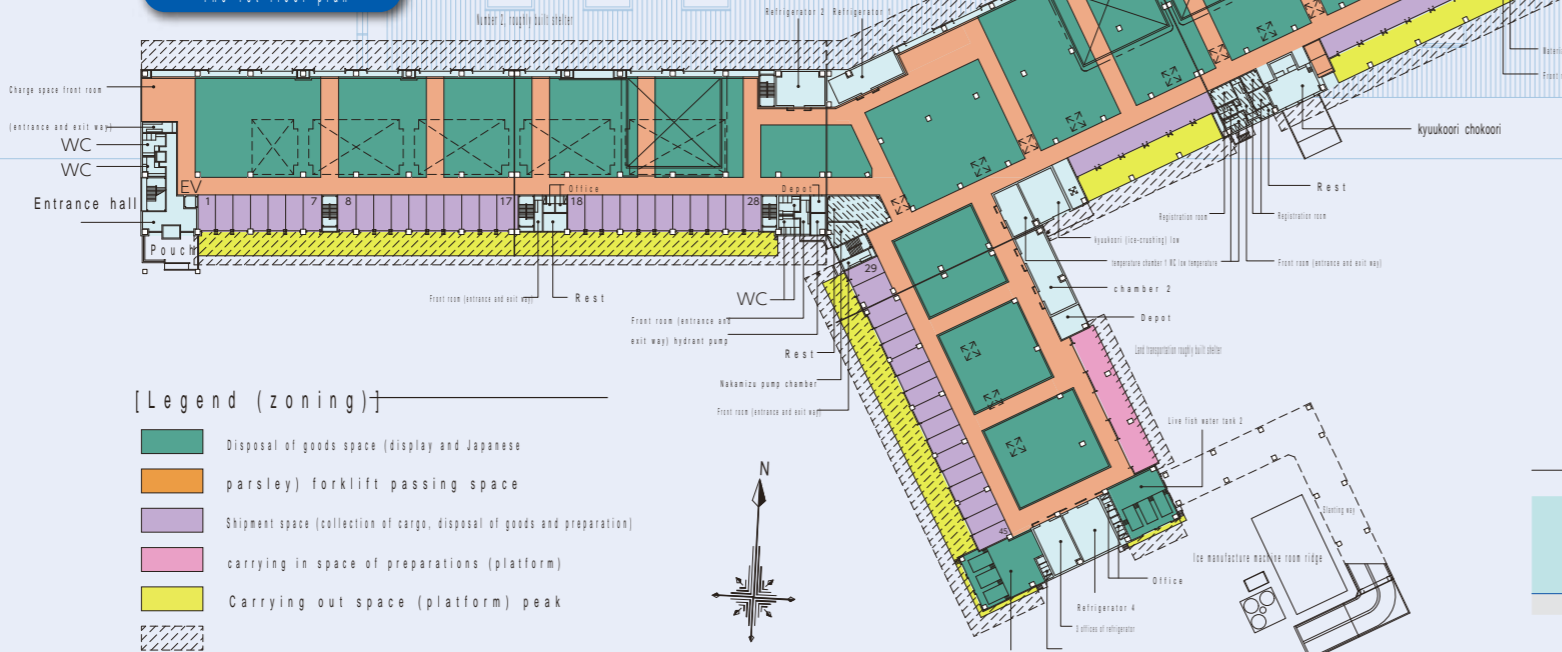 The 1st floor plan
Number 2, roughly built shelter
Refrigerator 2
Refrigerator 1
Charge space front room
(entrance and exit way)
WC
WC
EV
Entrance hall
Pouch
1
7
8
17
Office
18
Depot
28
Front room (entrance and exit way)
Rest
WC
Front room (entrance and
exit way) hydrant pump
Rest
Nakamizu pump chamber
Front room (entrance and exit way)
29
45
kyuukoori chokoori
Rest
Registration room
Registration room
kyuukoori (ice-crushing) low
temperature chamber 1 WC low temperature
Front room (entrance and exit way)
chamber 2
Depot
Land transportation roughly built shelter
Live fish water tank 2
Slanting way
Ice manufacture machine room ridge
Office
Refrigerator 4
[Legend (zoning)]
Disposal of goods space (display and Japanese
parsley) forklift passing space
Shipment space (collection of cargo, disposal of goods and preparation)
carrying in space of preparations (platform)
Carrying out space (platform) peak
N